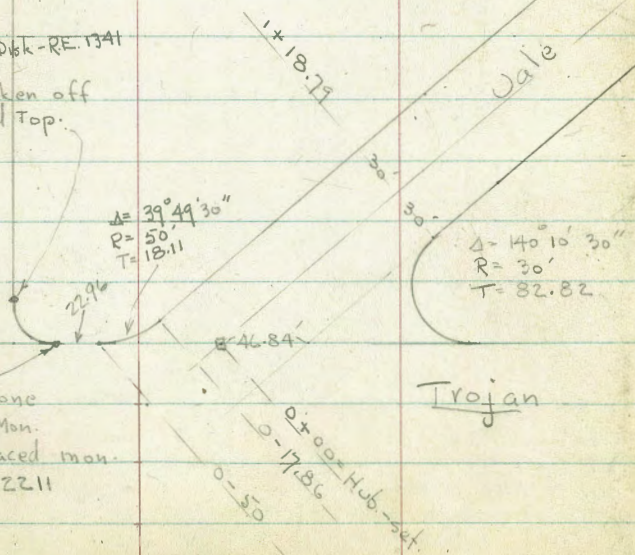 Disk - R.E. 1341
ken off
Top.
1+18.79
Vale
30'
30'
Δ= 39°49'30"
R= 50'
T= 18.11
Δ= 140°10'30"
R= 30'
T= 82.82
22.96
46.84'
Trojan
one
Mon.
aced mon.
2211
0+00= Hub-set.
0-17.86
0-50